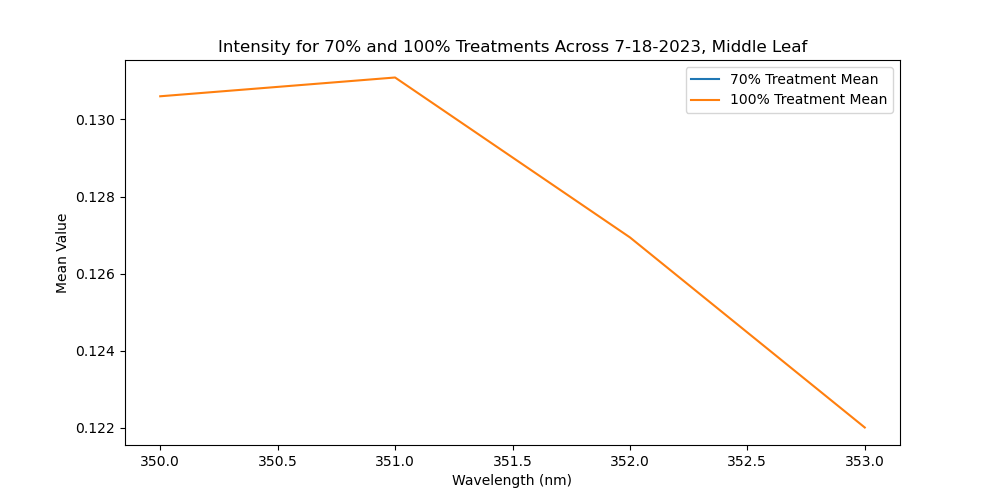 Intensity for 70% and 100% Treatments Across 7-18-2023, Middle Leaf
70% Treatment Mean
100% Treatment Mean
Mean Value
0.130
0.128
0.126
0.124
0.122
350.0 350.5 351.0 351.5 352.0 352.5 353.0
Wavelength (nm)